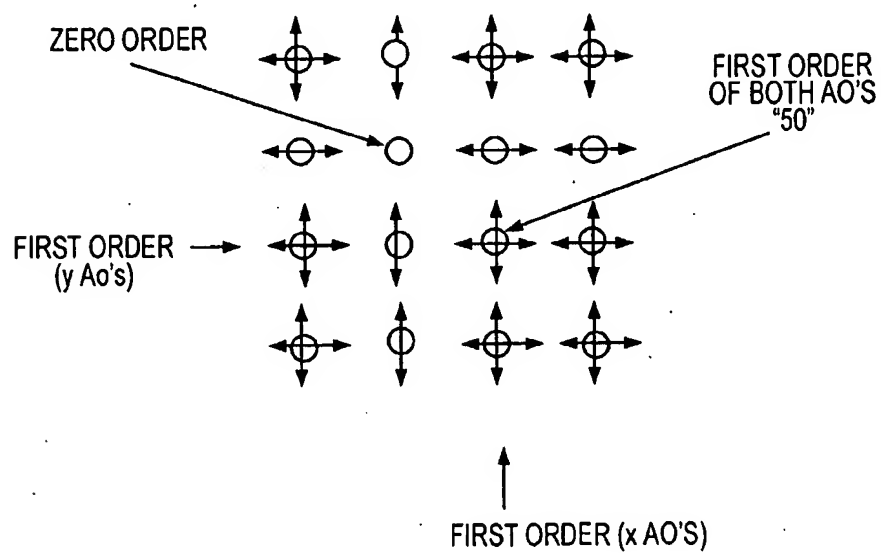 ZERO ORDER
FIRST ORDER
OF BOTH AO'S
"50"
FIRST ORDER
(y Ao's)
FIRST ORDER (x AO'S)